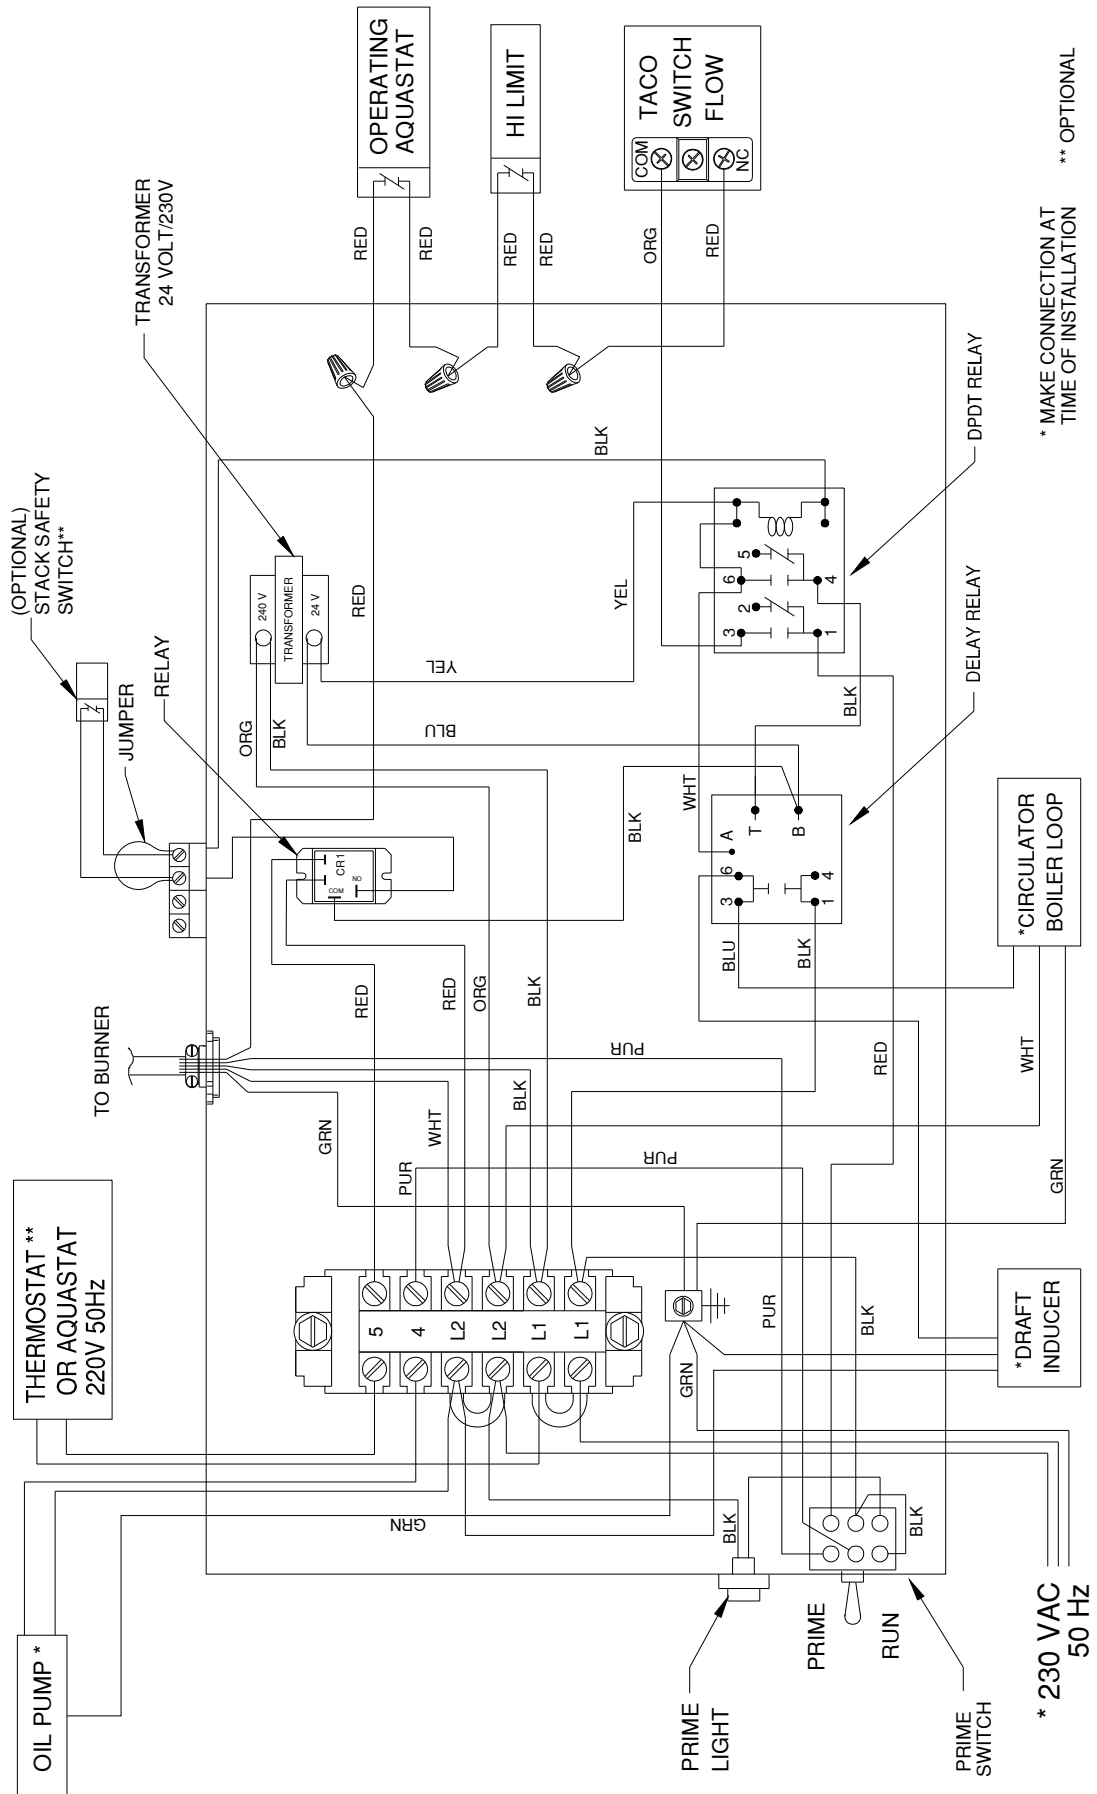 OIL PUMP *
THERMOSTAT **
OR AQUASTAT
220V 50Hz
TO BURNER
(OPTIONAL)
STACK SAFETY
SWITCH**
JUMPER
RELAY
TRANSFORMER
24 VOLT/230V
OPERATING
AQUASTAT
HI LIMIT
TACO
SWITCH
FLOW
COM
NC
RED
RED
RED
RED
ORG
RED
240 V
TRANSFORMER
24 V
ORG
BLK
RED
YEL
BLU
YEL
BLK
CR1
COM
NO
RED
RED
ORG
BLK
BLK
WHT
3
2
6
5
1
4
DPDT RELAY
BLK
A
T
B
3
6
1
4
DELAY RELAY
BLU
BLK
RED
*CIRCULATOR
BOILER LOOP
WHT
GRN
GRN
PUR
WHT
BLK
PUR
PUR
5
4
L2
L2
L1
L1
GRN
GRN
PUR
BLK
*DRAFT
INDUCER
BLK
BLK
PRIME
LIGHT
PRIME
RUN
PRIME
SWITCH
* 230 VAC
50 Hz
* MAKE CONNECTION AT
TIME OF INSTALLATION
** OPTIONAL